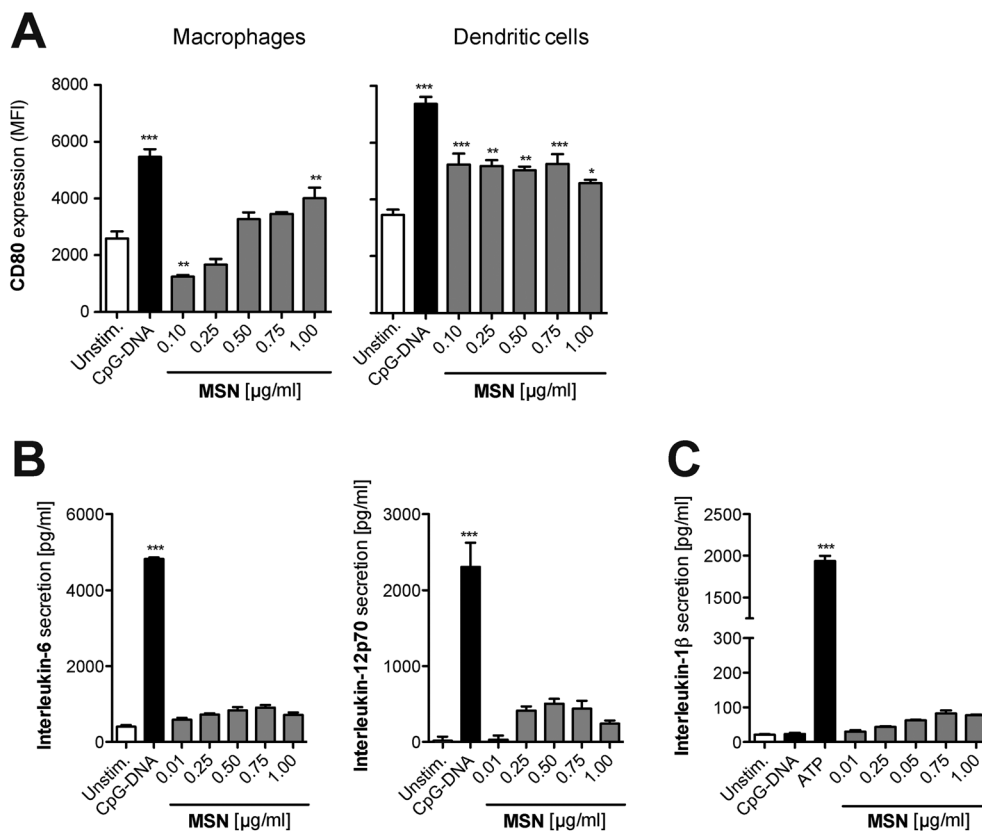 A
Macrophages
Dendritic cells
CD80 expression (MFI)
8000
6000
4000
2000
0
***
**
**
***
***
**
**
***
*
Unstim.
CpG-DNA
0.10
0.25
0.50
0.75
1.00
MSN [µg/ml]
Unstim.
CpG-DNA
0.10
0.25
0.50
0.75
1.00
MSN [µg/ml]
B
Interleukin-6 secretion [pg/ml]
6000
4000
2000
0
***
Unstim.
CpG-DNA
0.01
0.25
0.50
0.75
1.00
MSN [µg/ml]
Interleukin-12p70 secretion [pg/ml]
3000
2000
1000
0
***
Unstim.
CpG-DNA
0.01
0.25
0.50
0.75
1.00
MSN [µg/ml]
C
Interleukin-1β secretion [pg/ml]
2500
2000
1500
1000
300
200
100
0
***
Unstim.
CpG-DNA
ATP
0.01
0.25
0.05
0.75
1.00
MSN [µg/ml]